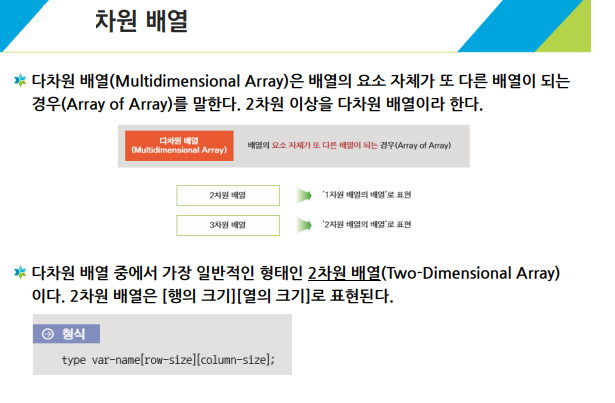 차원 배열
다차원 배열(Multidimensional Array)은 배열의 요소 자체가 또 다른 배열이 되는
경우(Array of Array)를 말한다. 2차원 이상을 다차원 배열이라 한다.
다차원 배열
(Multidimensional Array)
배열의 요소 자체가 또 다른 배열이 되는 경우(Array of Array)
2차원 배열
'1차원 배열의 배열'로 표현
3차원 배열
'2차원 배열의 배열'로 표현
다차원 배열 중에서 가장 일반적인 형태인 2차원 배열(Two-Dimensional Array)
이다. 2차원 배열은 [행의 크기][열의 크기]로 표현된다.
형식
type var-name[row-size][column-size];